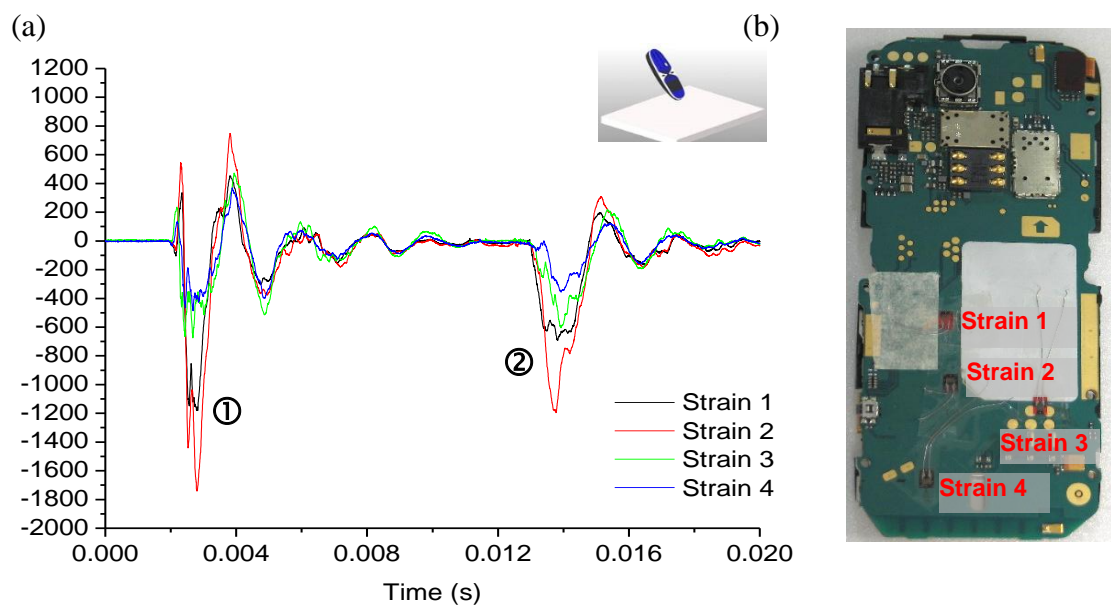 (a)
(b)
1200
1000
800
600
400
200
0
-200
-400
-600
-800
-1000
-1200
-1400
-1600
-1800
-2000
①
②
Strain 1
Strain 2
Strain 3
Strain 4
0.000
0.004
0.008
0.012
0.016
0.020
Time (s)
Strain 1
Strain 2
Strain 3
Strain 4